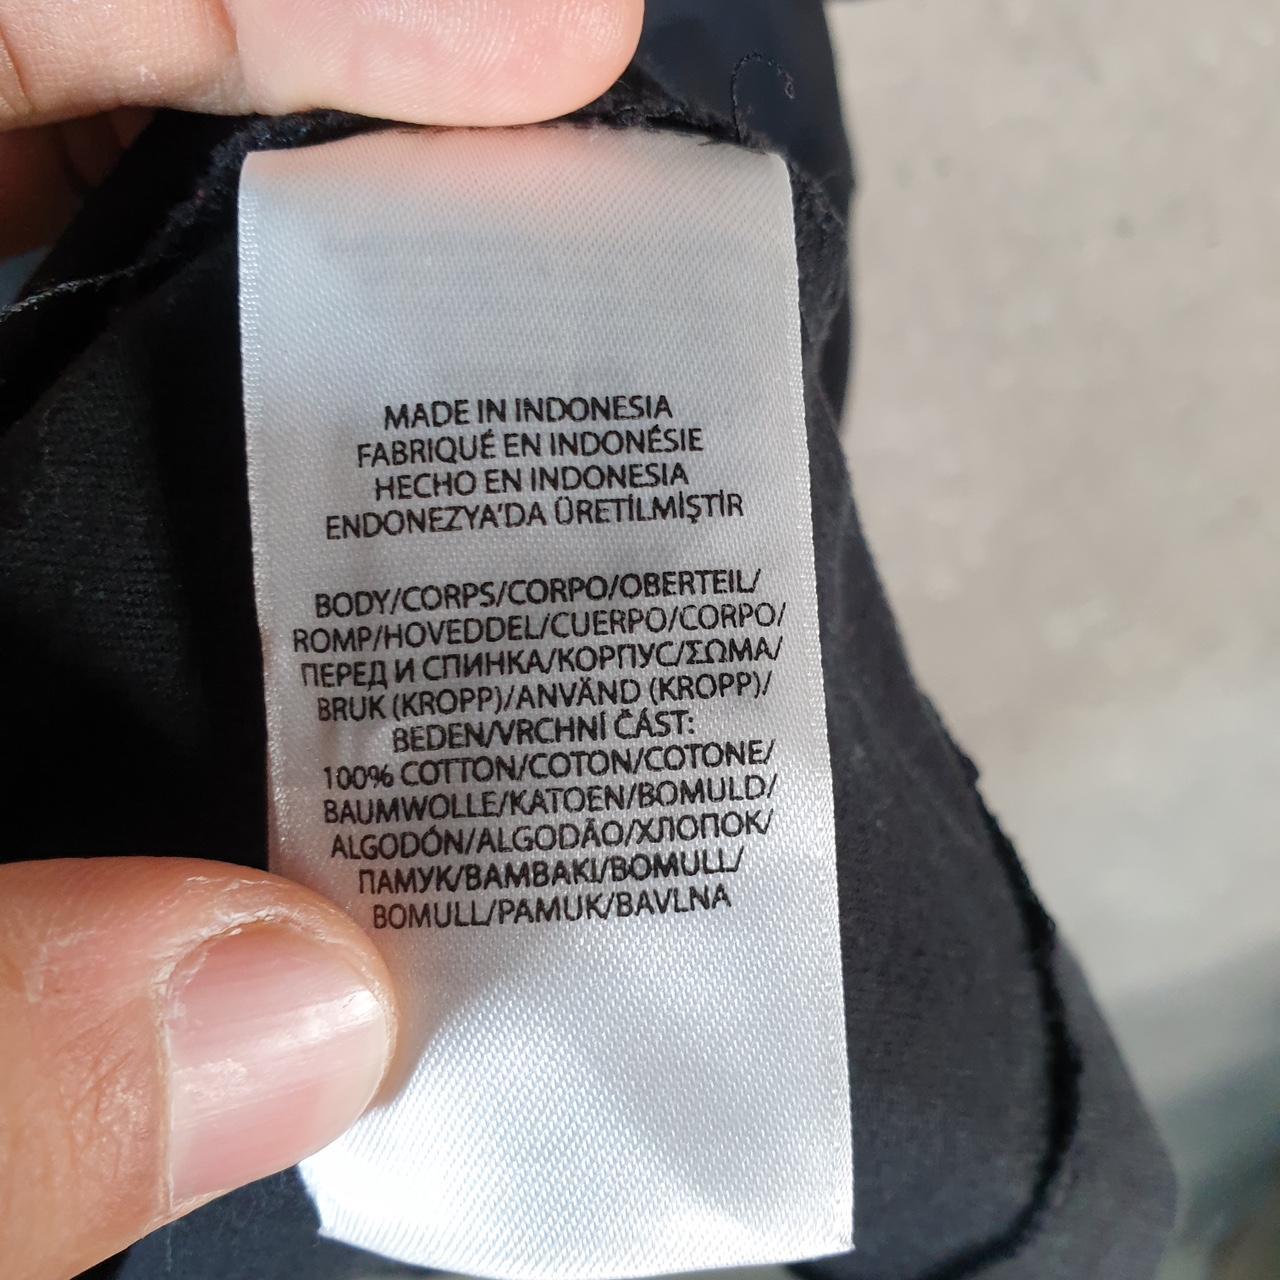 MADE IN INDONESIA
FABRIQUÉ EN INDONÉSIE
HECHO EN INDONESIA
ENDONEZYA'DA ÜRETİLMİŞTİR
BODY/CORPS/CORPO/OBERTEIL/
ROMP/HOVEDDEL/CUERPO/CORPO/
ПЕРЕД И СПИНКА/КОРПУС/ΣΩΜΑ/
BRUK (KROPP)/ANVÄND (KROPP)/
BEDEN/VRCHNÍ ČÁST:
100% COTTON/COTON/COTONE/
BAUMWOLLE/KATOEN/BOMULD/
ALGODÓN/ALGODÃO/ХЛОПОК/
ПАМУК/ΒΑΜΒΑΚΙ/BOMULL/
BOMULL/PAMUK/BAVLNA